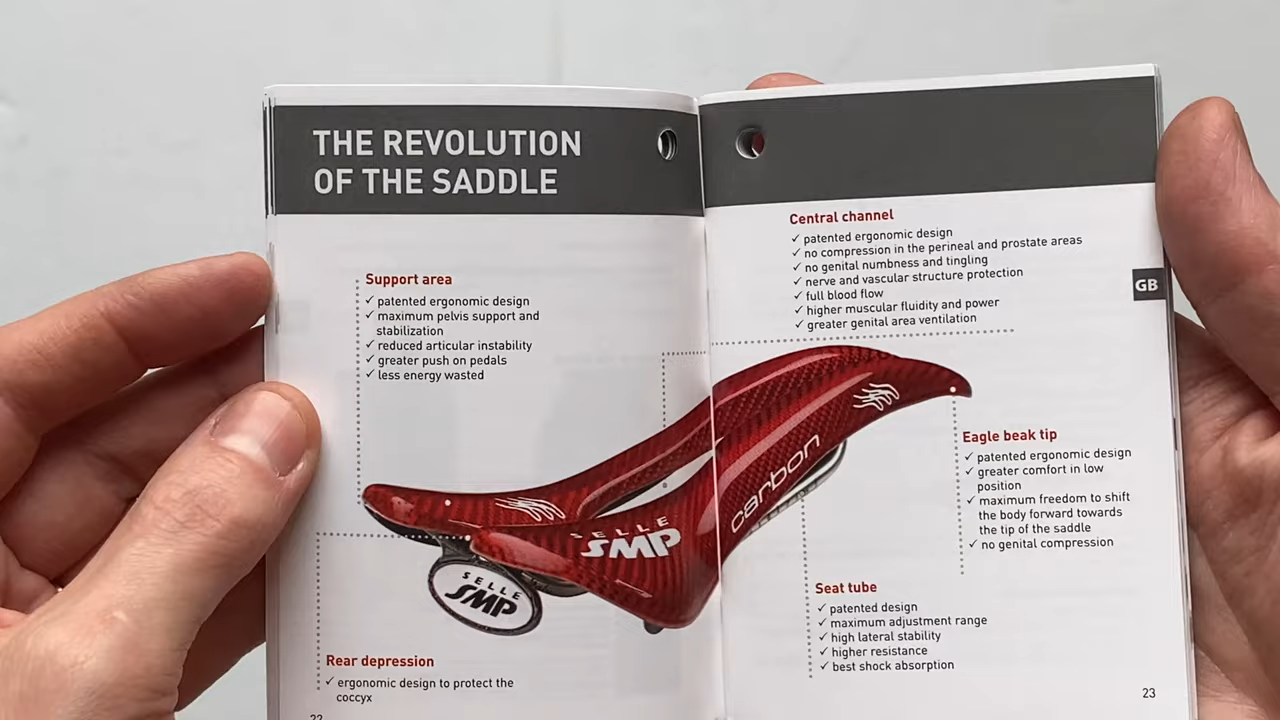 THE REVOLUTION
OF THE SADDLE
Support area
✓ patented ergonomic design
✓ maximum pelvis support and
stabilization
✓ reduced articular instability
✓ greater push on pedals
✓ less energy wasted
SELLE
SMP
SELLE
SMP
Rear depression
✓ ergonomic design to protect the
coccyx
22
Central channel
✓ patented ergonomic design
✓ no compression in the perineal and prostate areas
✓ no genital numbness and tingling
✓ nerve and vascular structure protection
✓ full blood flow
✓ higher muscular fluidity and power
✓ greater genital area ventilation
GB
carbon
Eagle beak tip
✓ patented ergonomic design
✓ greater comfort in low
position
✓ maximum freedom to shift
the body forward towards
the tip of the saddle
✓ no genital compression
Seat tube
✓ patented design
✓ maximum adjustment range
✓ high lateral stability
✓ higher resistance
✓ best shock absorption
23